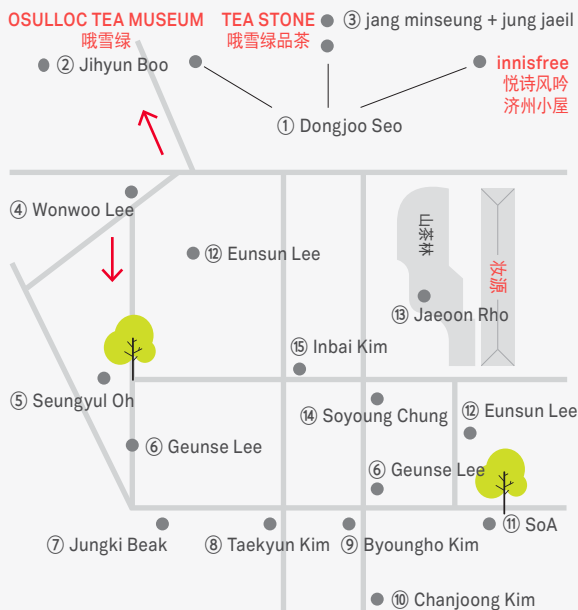 OSULLOC TEA MUSEUM
哦雪绿
TEA STONE
哦雪绿品茶
③ jang minseung + jung jaeil
② Jihyun Boo
innisfree
悦诗风吟
济州小屋
① Dongjoo Seo
④ Wonwoo Lee
山茶林
⑫ Eunsun Lee
妆源
⑬ Jaeoon Rho
⑮ Inbai Kim
⑤ Seungyul Oh
⑭ Soyoung Chung
⑫ Eunsun Lee
⑥ Geunse Lee
⑥ Geunse Lee
⑦ Jungki Beak
⑧ Taekyun Kim
⑨ Byoungho Kim
⑪ SoA
⑩ Chanjoong Kim